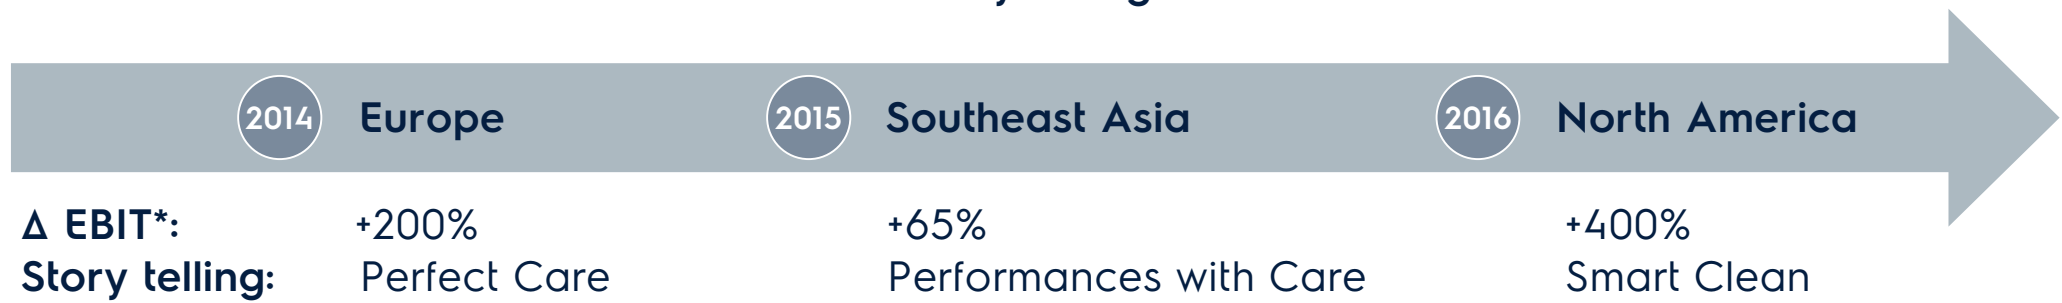 2014 Europe 2015 Southeast Asia 2016 North America
Δ EBIT*: +200% +65% +400%
Story telling: Perfect Care Performances with Care Smart Clean